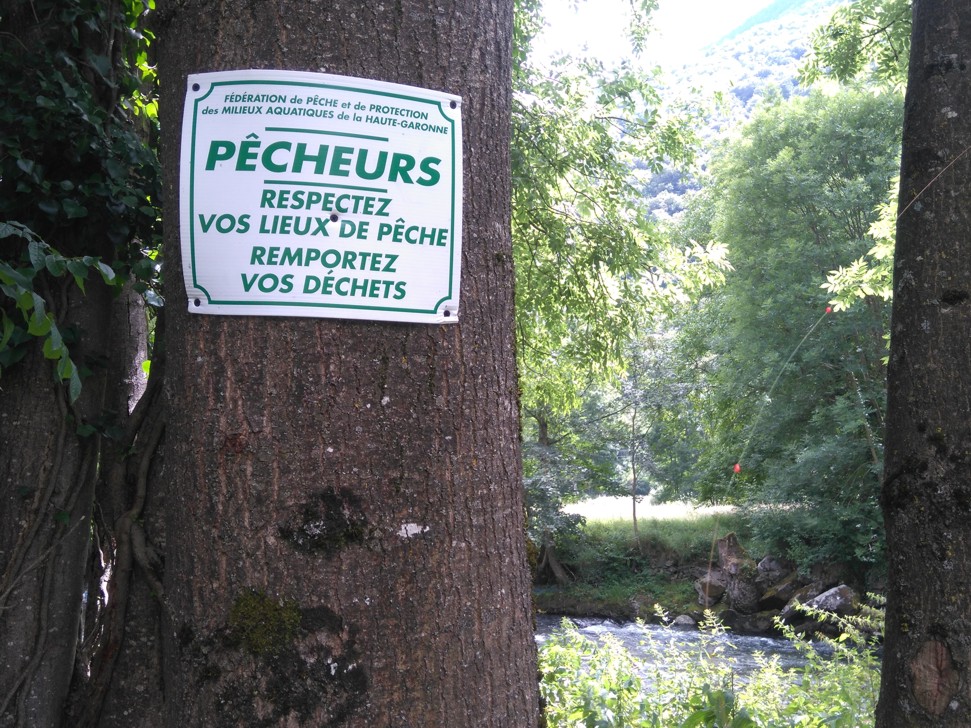 FÉDÉRATION de PÊCHE et de PROTECTION
des MILIEUX AQUATIQUES de la HAUTE-GARONNE
PÊCHEURS
RESPECTEZ
VOS LIEUX DE PÊCHE
REMPORTEZ
VOS DÉCHETS